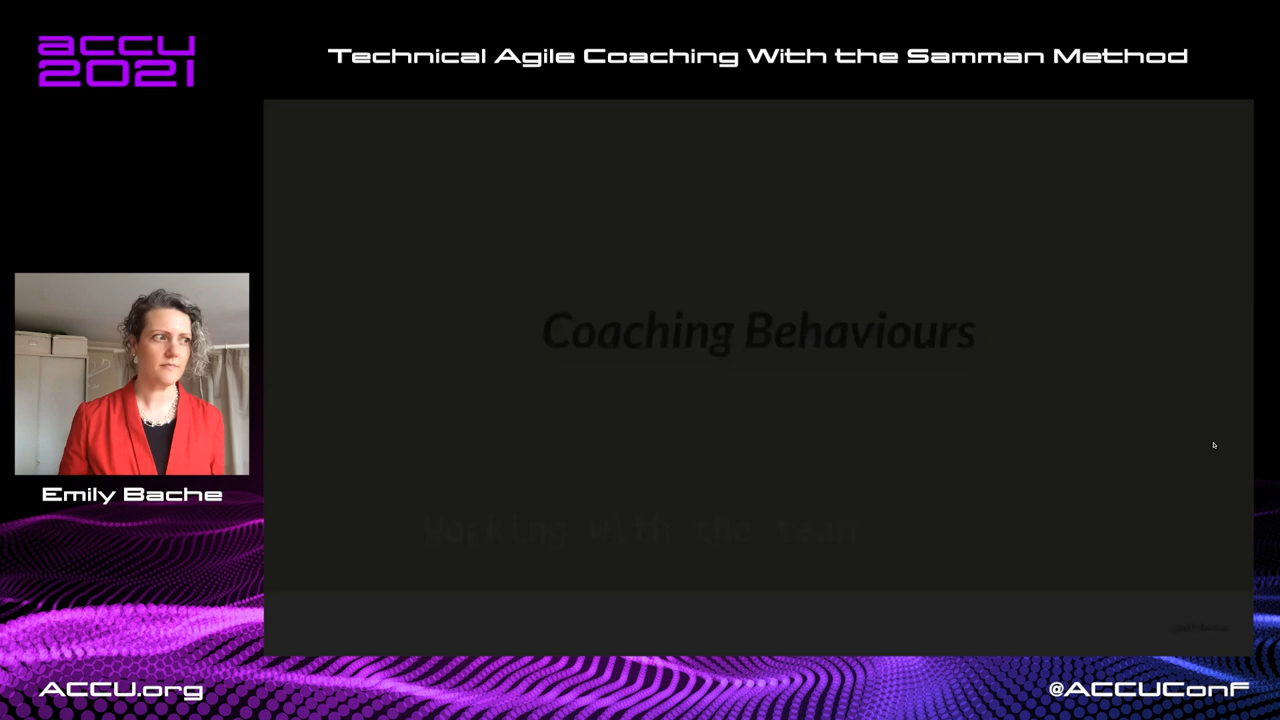 accu
2021
Technical Agile Coaching With the Samman Method
Coaching Behaviours
Working with the team
Emily Bache
ACCU.org
@ACCUConf